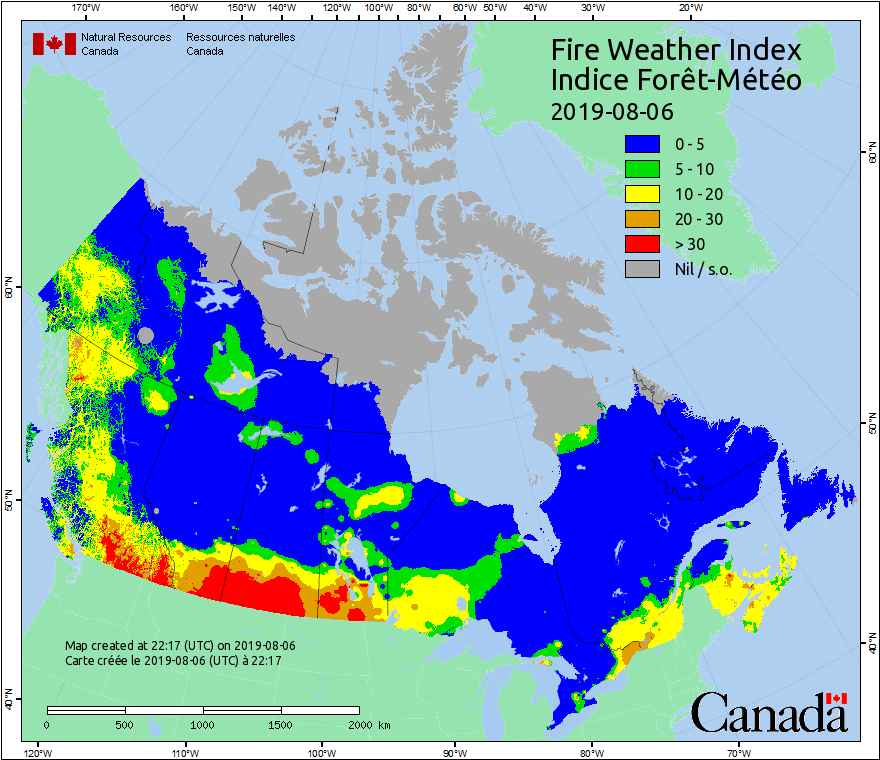 170°W 160°W 150°W 140°W 130°W 120°W 110°W 100°W 90°W 80°W 70°W 60°W 50°W 40°W 30°W 20°W
Natural Resources Canada
Ressources naturelles Canada
Fire Weather Index
Indice Forêt-Météo
2019-08-06
0 - 5
5 - 10
10 - 20
20 - 30
> 30
Nil / s.o.
60°N
50°N
40°N
60°N
50°N
40°N
Map created at 22:17 (UTC) on 2019-08-06
Carte créée le 2019-08-06 (UTC) à 22:17
0 500 1000 1500 2000 km
Canada
120°W 110°W 100°W 90°W 80°W 70°W